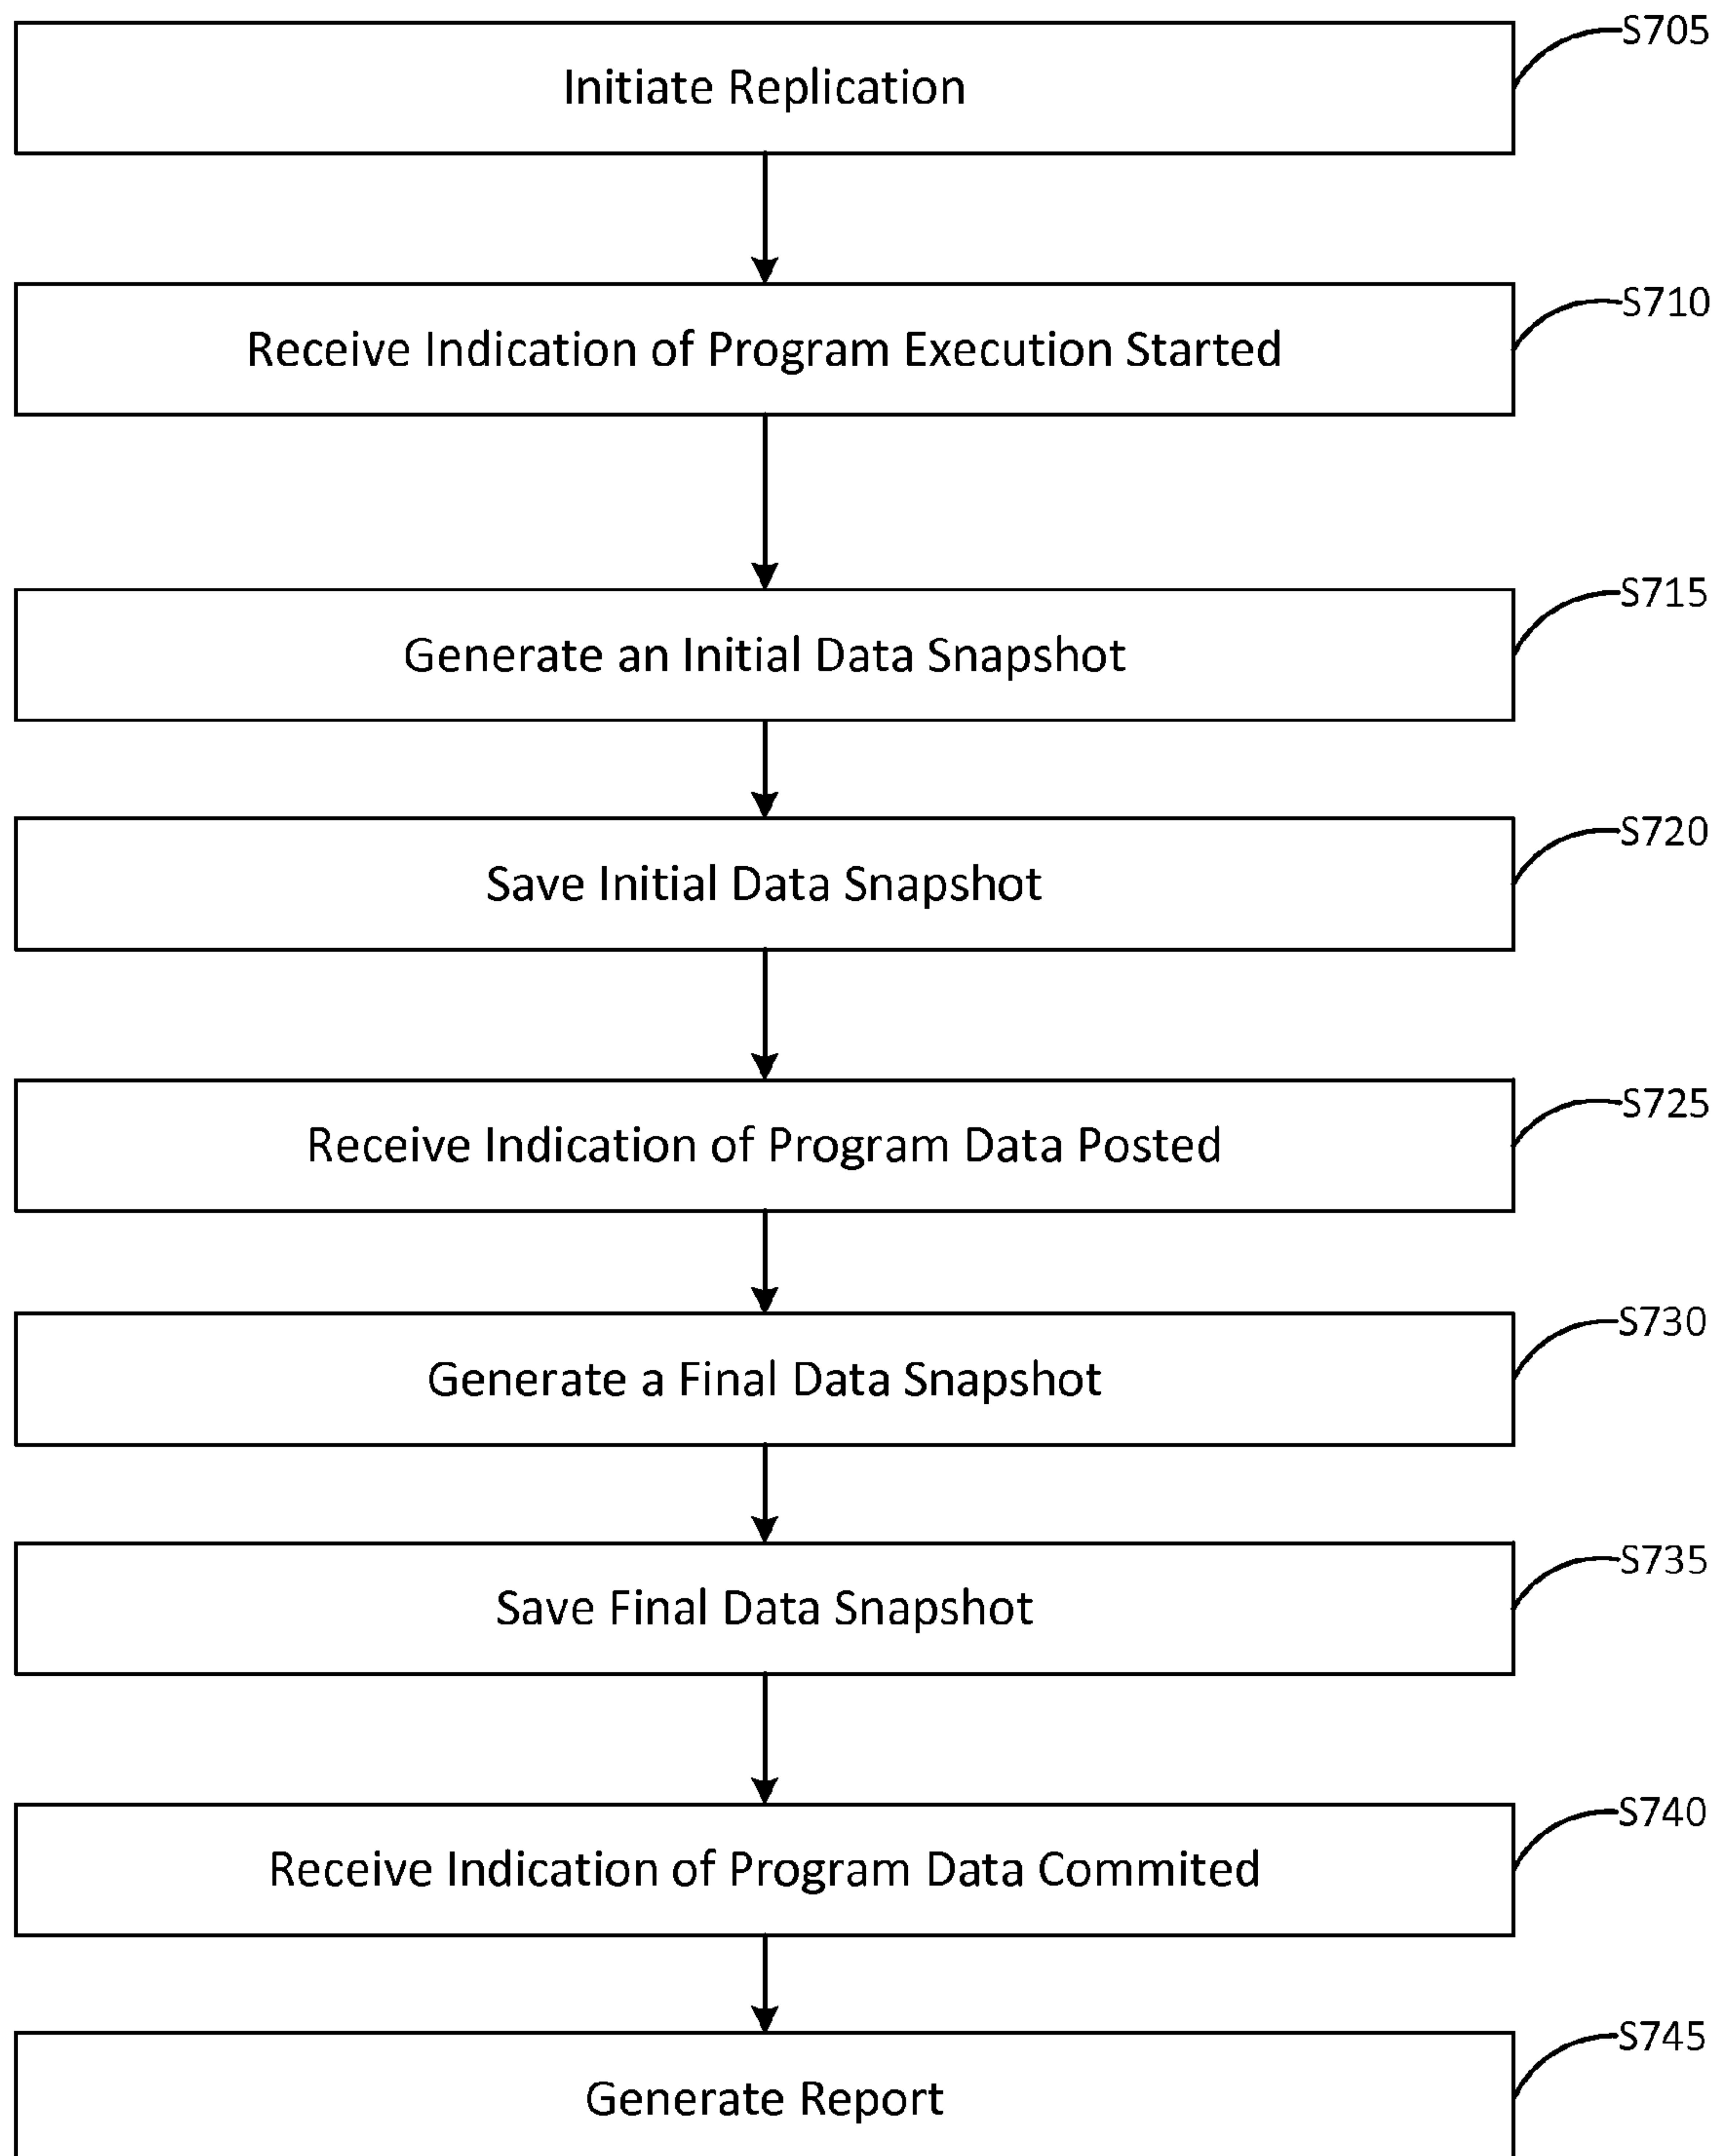 S705
Initiate Replication
S710
Receive Indication of Program Execution Started
S715
Generate an Initial Data Snapshot
S720
Save Initial Data Snapshot
S725
Receive Indication of Program Data Posted
S730
Generate a Final Data Snapshot
S735
Save Final Data Snapshot
S740
Receive Indication of Program Data Commited
S745
Generate Report